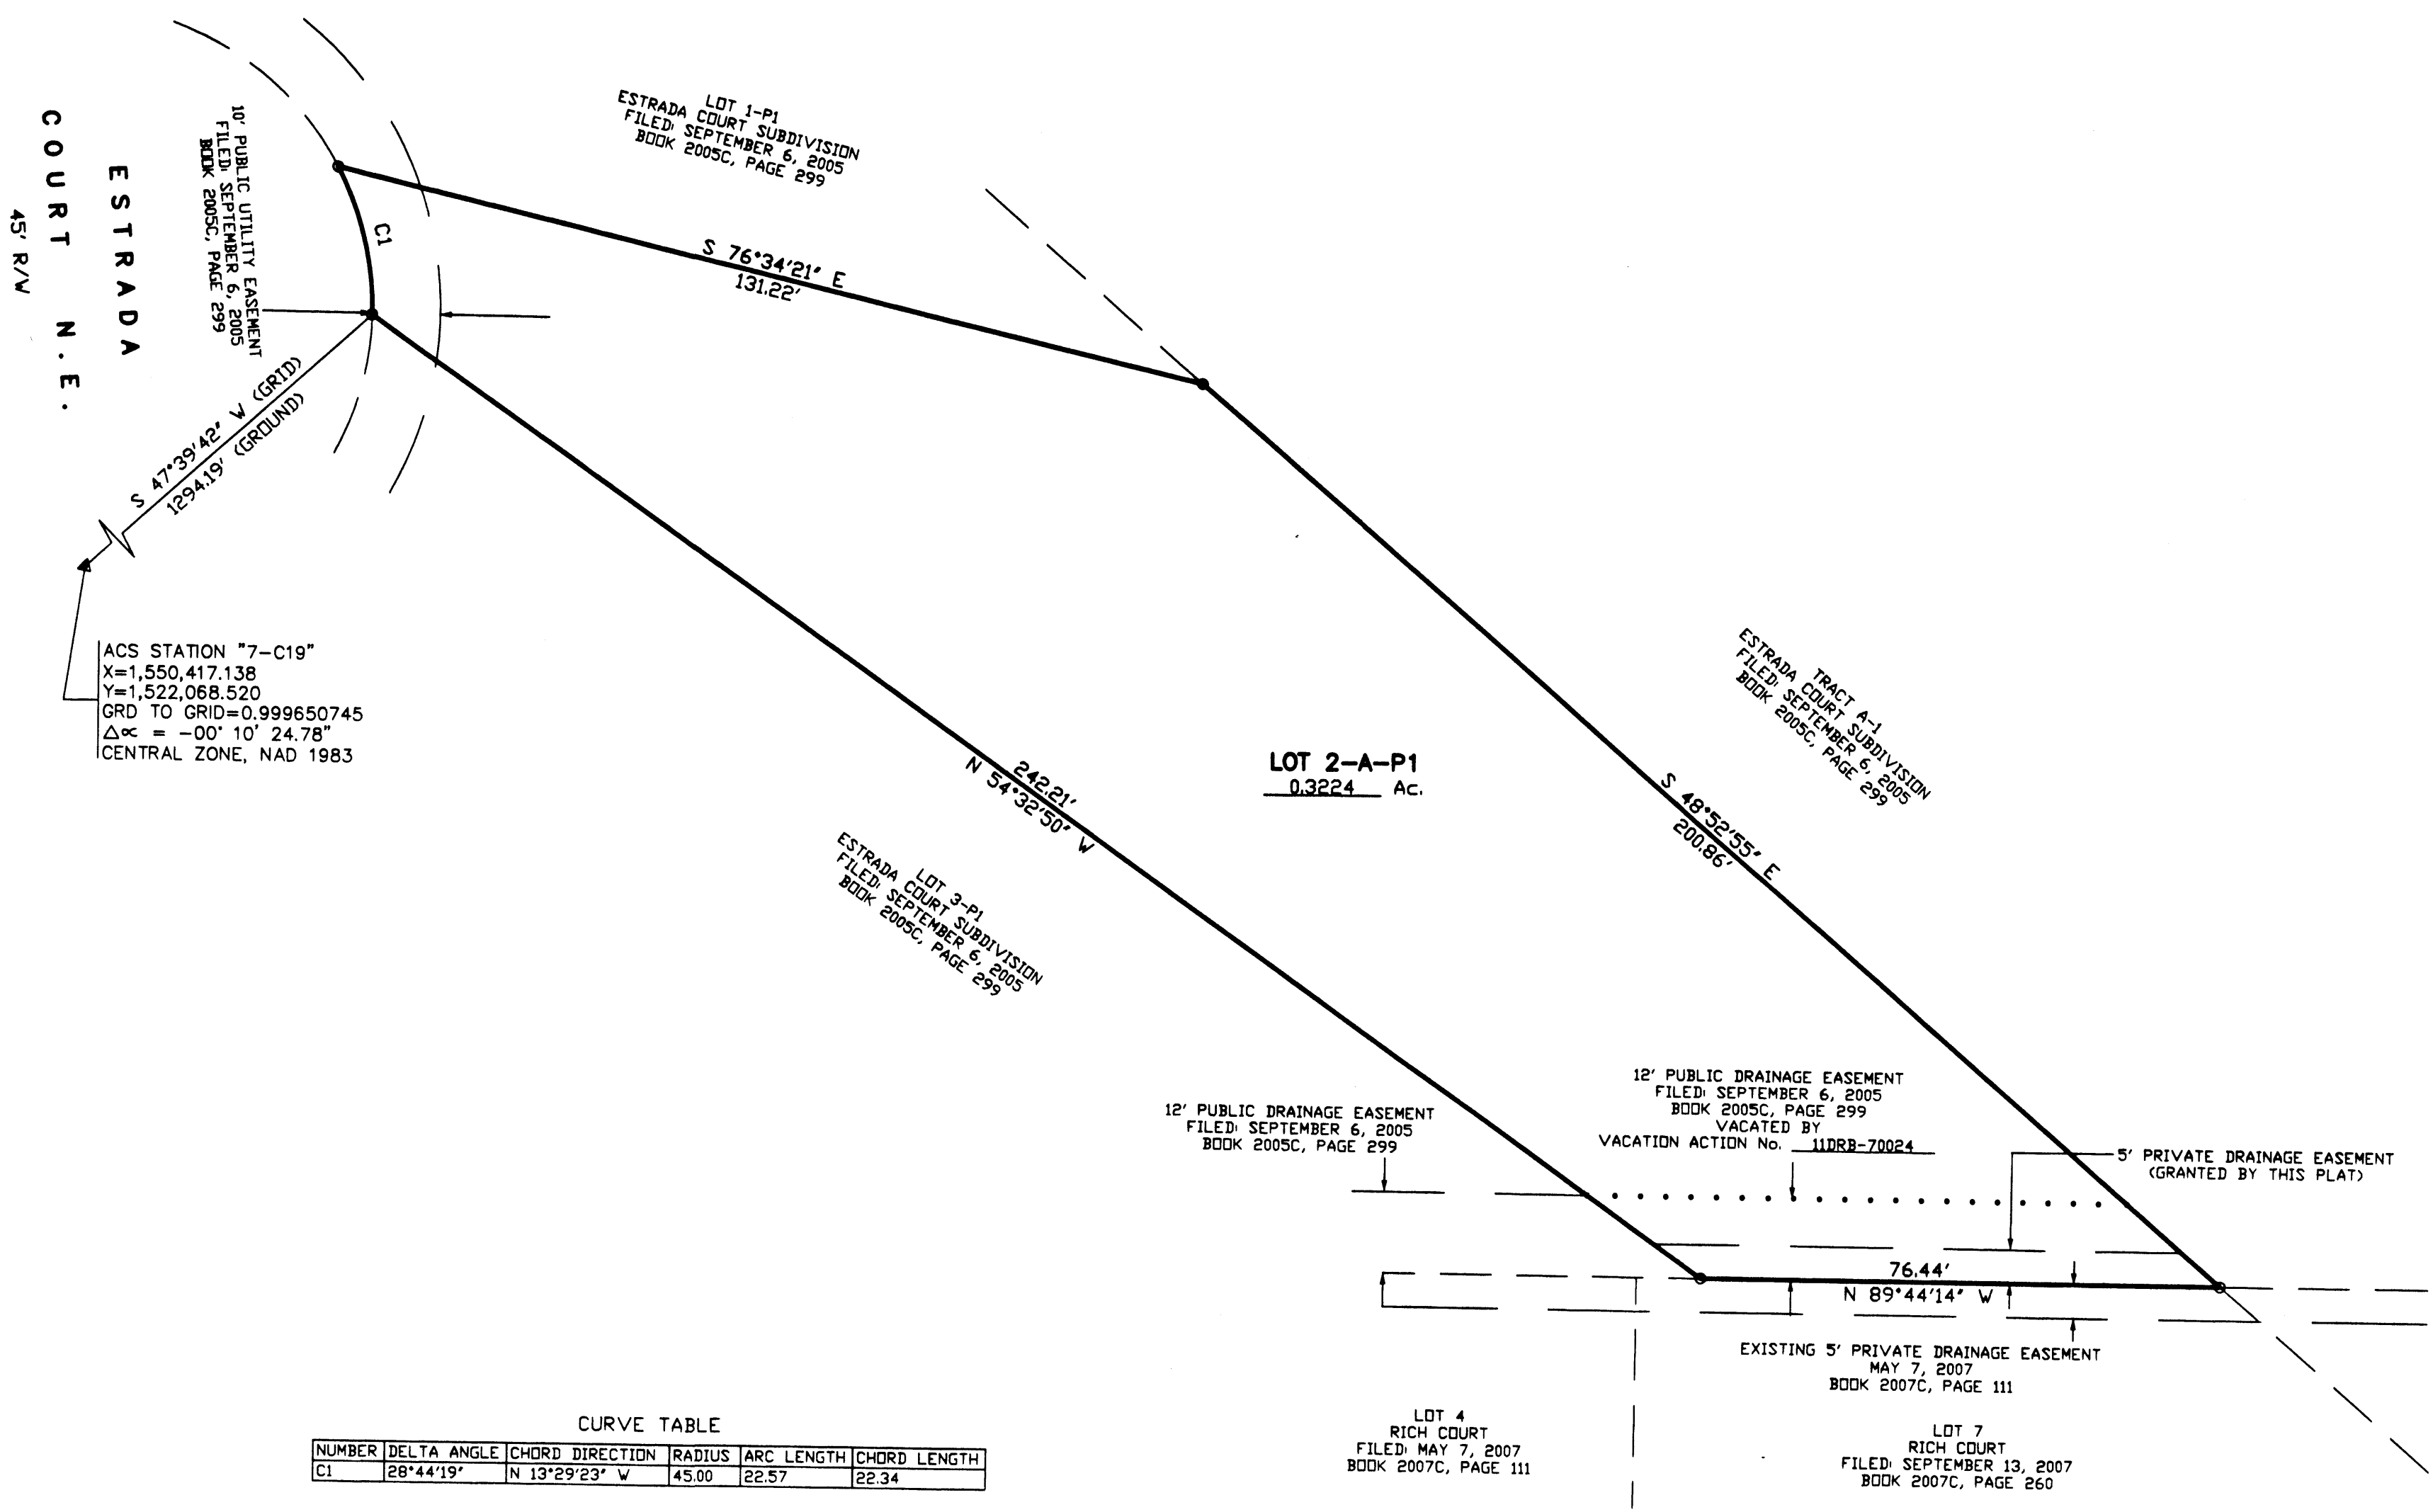 LOT 1-P1
ESTRADA COURT SUBDIVISION
FILED: SEPTEMBER 6, 2005
BOOK 2005C, PAGE 299
10' PUBLIC UTILITY EASEMENT
FILED: SEPTEMBER 6, 2005
BOOK 2005C, PAGE 299
ESTRADA
COURT N.E.
45' R/W
C1
S 76°34'21" E
131.22'
S 47°39'42" W (GRID)
1294.19' (GROUND)
ACS STATION "7-C19"
X=1,550,417.138
Y=1,522,068.520
GRD TO GRID=0.999650745
△∝ = -00° 10' 24.78"
CENTRAL ZONE, NAD 1983
TRACT A-1
ESTRADA COURT SUBDIVISION
FILED: SEPTEMBER 6, 2005
BOOK 2005C, PAGE 299
S 48°52'55" E
200.86'
LOT 2-A-P1
0.3224 Ac.
242.21'
N 54°32'50" W
LOT 3-P1
ESTRADA COURT SUBDIVISION
FILED: SEPTEMBER 6, 2005
BOOK 2005C, PAGE 299
12' PUBLIC DRAINAGE EASEMENT
FILED: SEPTEMBER 6, 2005
BOOK 2005C, PAGE 299
12' PUBLIC DRAINAGE EASEMENT
FILED: SEPTEMBER 6, 2005
BOOK 2005C, PAGE 299
VACATED BY
VACATION ACTION No. 11DRB-70024
5' PRIVATE DRAINAGE EASEMENT
(GRANTED BY THIS PLAT)
76.44'
N 89°44'14" W
EXISTING 5' PRIVATE DRAINAGE EASEMENT
MAY 7, 2007
BOOK 2007C, PAGE 111
LOT 4
RICH COURT
FILED: MAY 7, 2007
BOOK 2007C, PAGE 111
LOT 7
RICH COURT
FILED: SEPTEMBER 13, 2007
BOOK 2007C, PAGE 260
CURVE TABLE
NUMBER DELTA ANGLE CHORD DIRECTION RADIUS ARC LENGTH CHORD LENGTH
C1 28°44'19" N 13°29'23" W 45.00 22.57 22.34